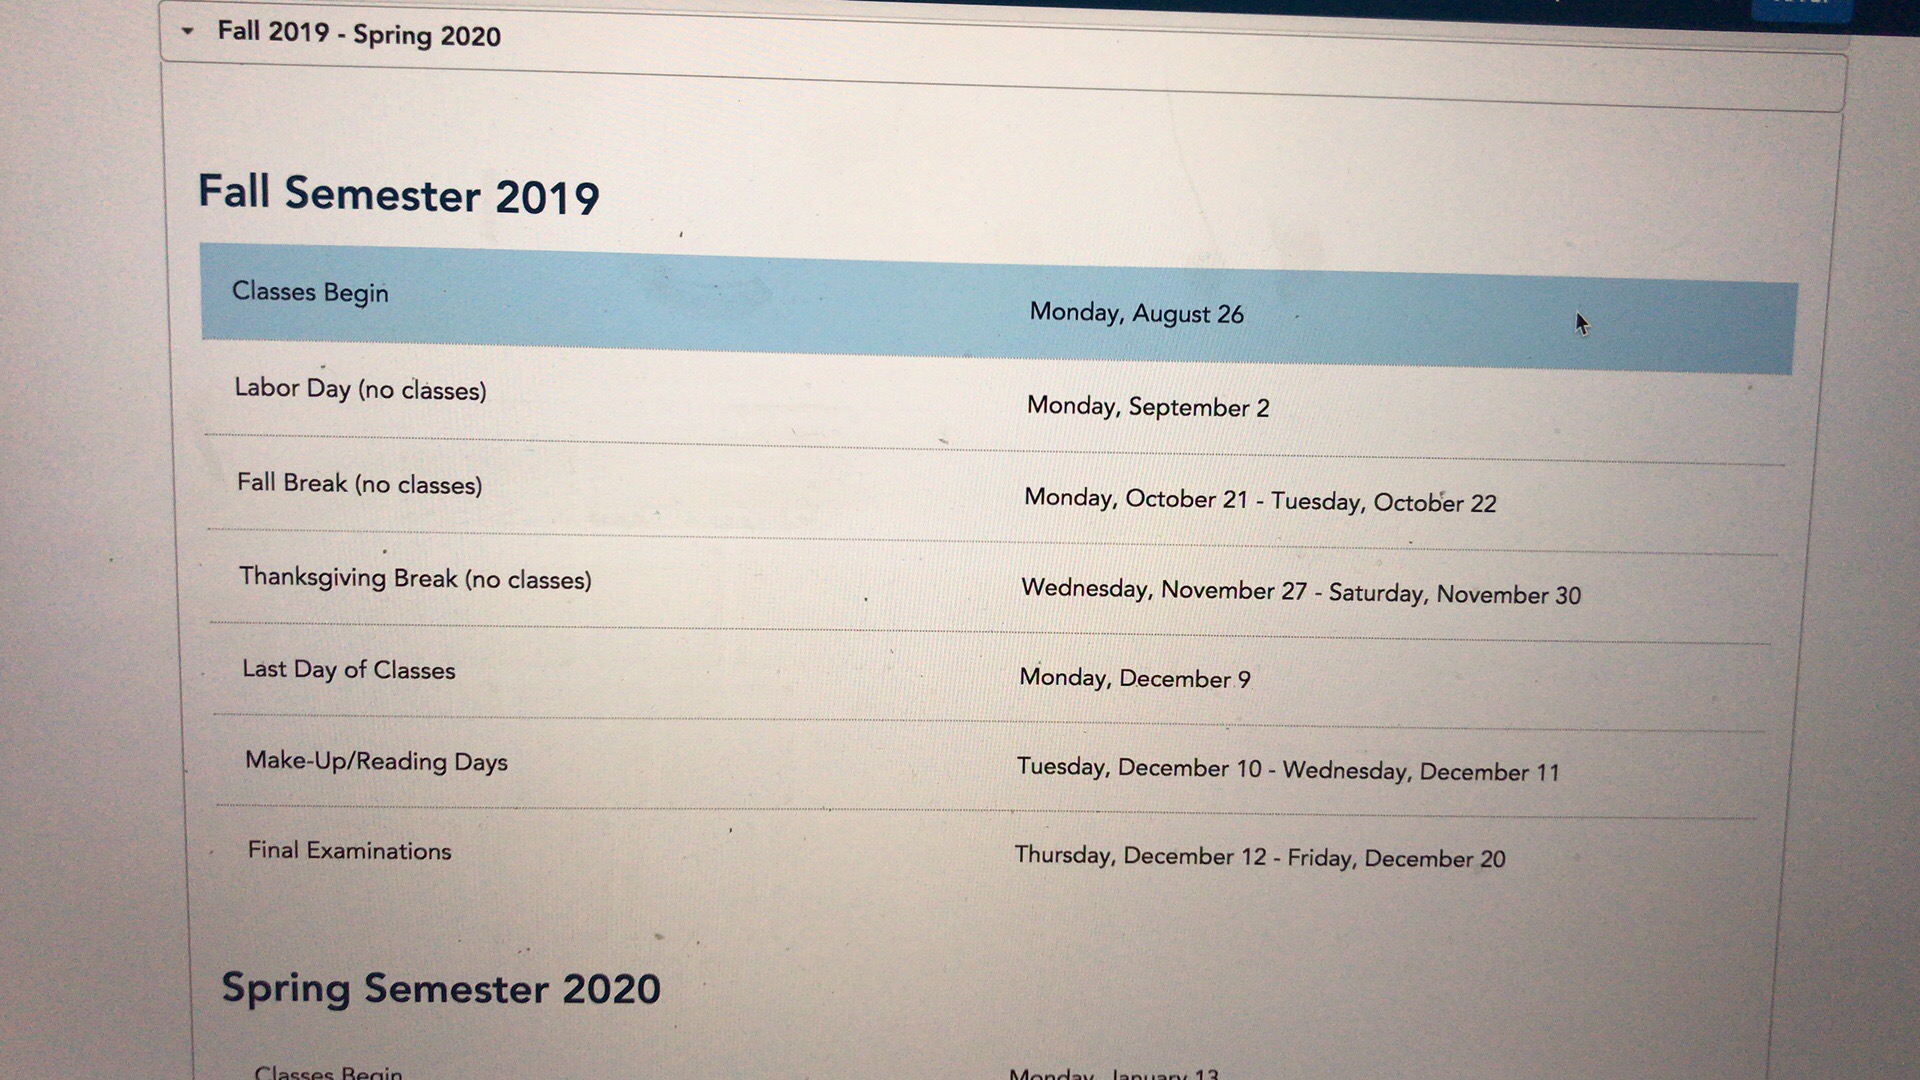 Fall 2019 - Spring 2020
Fall Semester 2019
Classes Begin Monday, August 26
Labor Day (no classes) Monday, September 2
Fall Break (no classes) Monday, October 21 - Tuesday, October 22
Thanksgiving Break (no classes) Wednesday, November 27 - Saturday, November 30
Last Day of Classes Monday, December 9
Make-Up/Reading Days Tuesday, December 10 - Wednesday, December 11
Final Examinations Thursday, December 12 - Friday, December 20
Spring Semester 2020
Classes Begin Monday, January 13